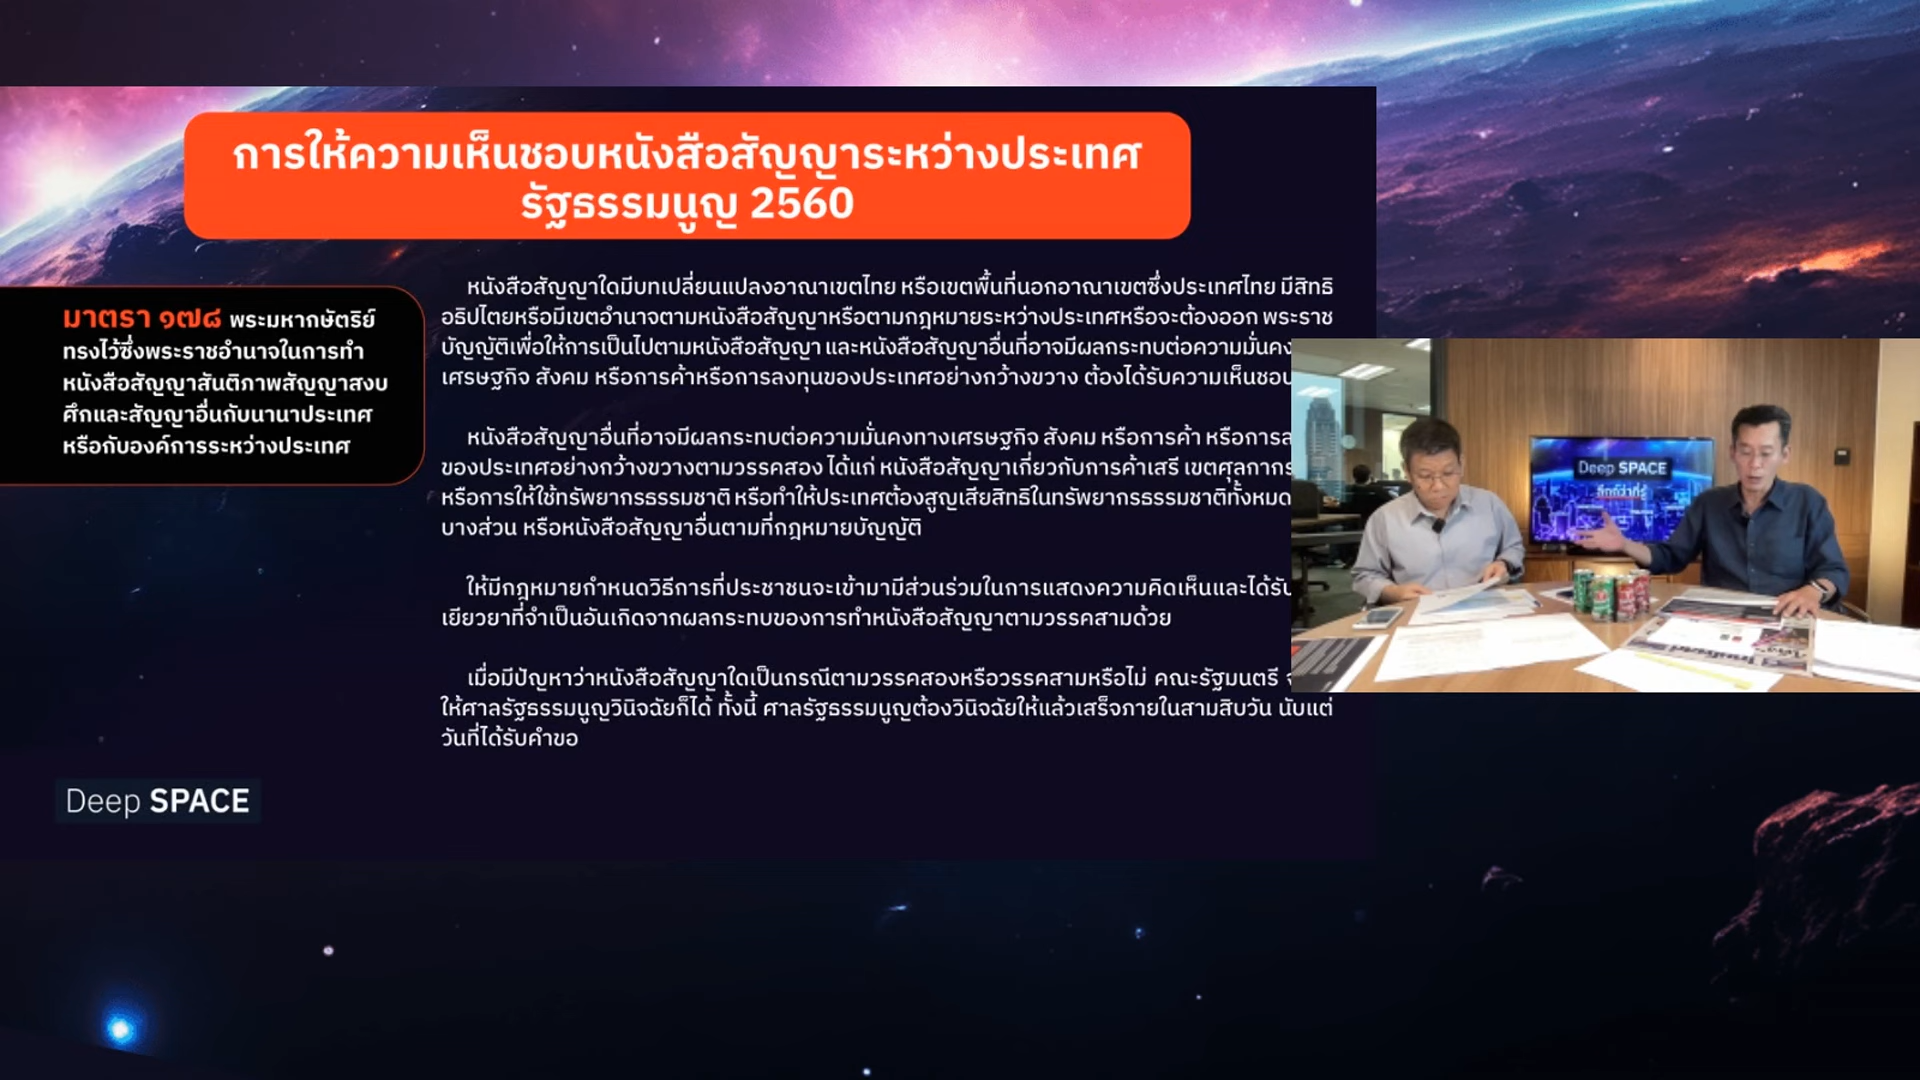 การให้ความเห็นชอบหนังสือสัญญาระหว่างประเทศ
รัฐธรรมนูญ 2560
มาตรา ๑๗๘ พระมหากษัตริย์
ทรงไว้ซึ่งพระราชอำนาจในการทำ
หนังสือสัญญาสันติภาพสัญญาสงบ
ศึกและสัญญาอื่นกับนานาประเทศ
หรือกับองค์การระหว่างประเทศ
หนังสือสัญญาใดมีบทเปลี่ยนแปลงอาณาเขตไทย หรือเขตพื้นที่นอกอาณาเขตซึ่งประเทศไทย มีสิทธิ
อธิปไตยหรือมีเขตอำนาจตามหนังสือสัญญาหรือตามกฎหมายระหว่างประเทศหรือจะต้องออก พระราช
บัญญัติเพื่อให้การเป็นไปตามหนังสือสัญญา และหนังสือสัญญาอื่นที่อาจมีผลกระทบต่อความมั่นคง
เศรษฐกิจ สังคม หรือการค้าหรือการลงทุนของประเทศอย่างกว้างขวาง ต้องได้รับความเห็นชอบ
หนังสือสัญญาอื่นที่อาจมีผลกระทบต่อความมั่นคงทางเศรษฐกิจ สังคม หรือการค้า หรือการล
ของประเทศอย่างกว้างขวางตามวรรคสอง ได้แก่ หนังสือสัญญาเกี่ยวกับการค้าเสรี เขตศุลกากร
หรือการให้ใช้ทรัพยากรธรรมชาติ หรือทำให้ประเทศต้องสูญเสียสิทธิในทรัพยากรธรรมชาติทั้งหมด
บางส่วน หรือหนังสือสัญญาอื่นตามที่กฎหมายบัญญัติ
ให้มีกฎหมายกำหนดวิธีการที่ประชาชนจะเข้ามามีส่วนร่วมในการแสดงความคิดเห็นและได้รับ
เยียวยาที่จำเป็นอันเกิดจากผลกระทบของการทำหนังสือสัญญาตามวรรคสามด้วย
เมื่อมีปัญหาว่าหนังสือสัญญาใดเป็นกรณีตามวรรคสองหรือวรรคสามหรือไม่ คณะรัฐมนตรี
ให้ศาลรัฐธรรมนูญวินิจฉัยก็ได้ ทั้งนี้ ศาลรัฐธรรมนูญต้องวินิจฉัยให้แล้วเสร็จภายในสามสิบวัน นับแต่
วันที่ได้รับคำขอ
Deep SPACE
Deep SPACE
ลึกกว่าที่รู้